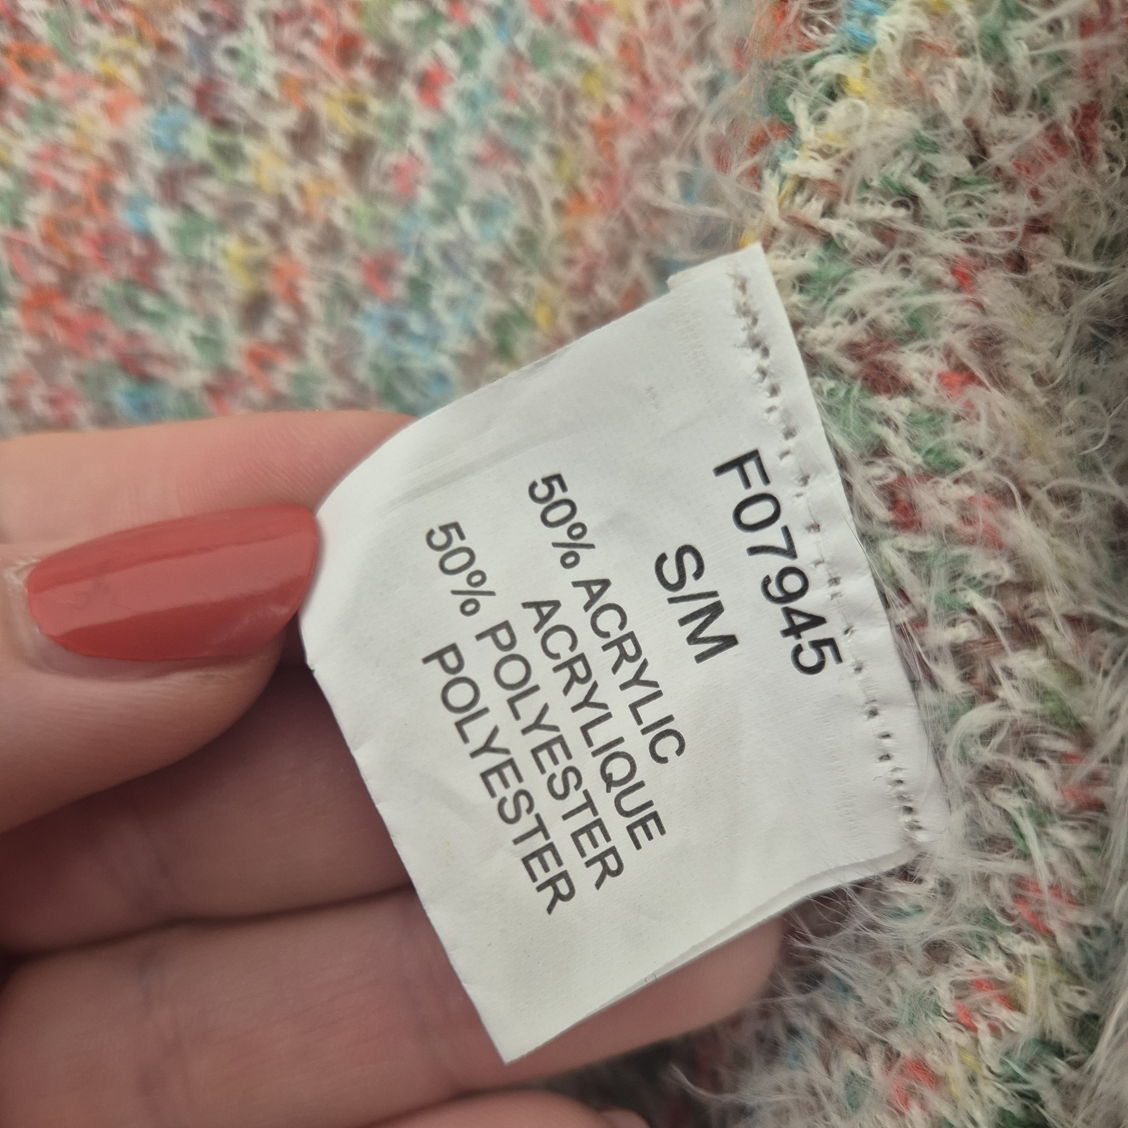 F07945
S/M
50% ACRYLIC
ACRYLIQUE
50% POLYESTER
POLYESTER